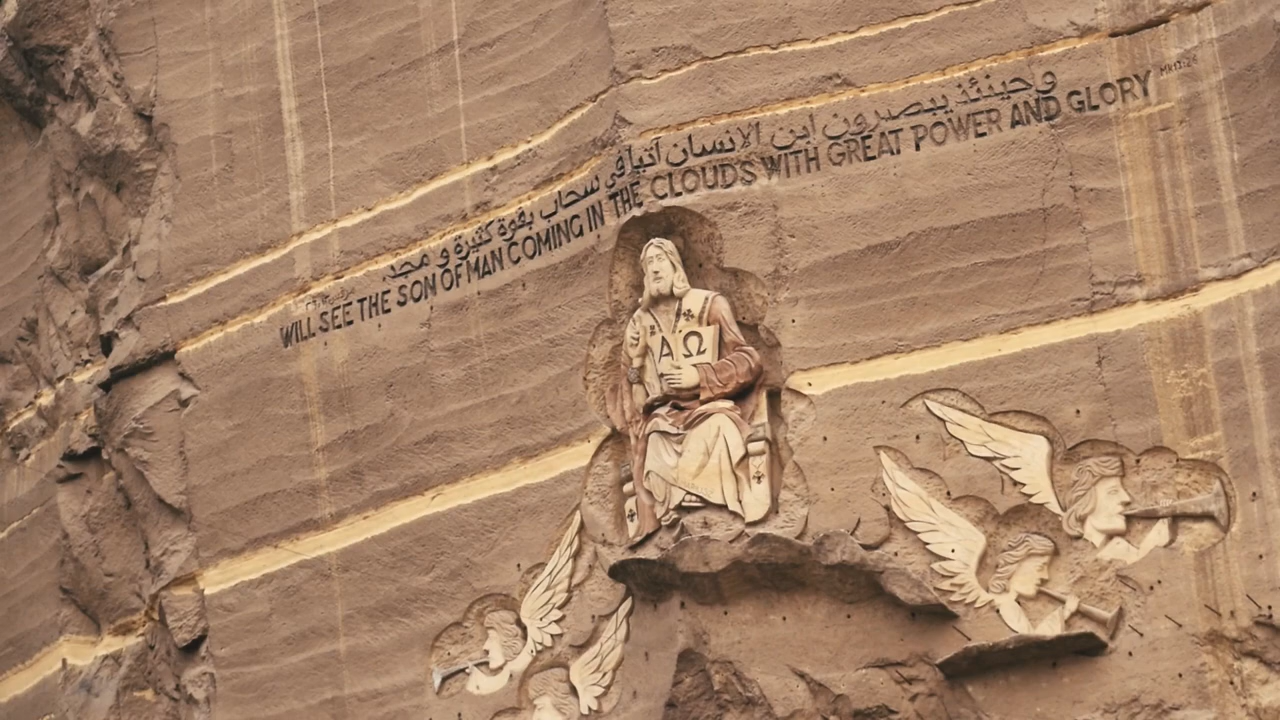 وحينئذ يبصرون ابن الإنسان آتيا في سحاب بقوة كثيرة و مجد
WILL SEE THE SON OF MAN COMING IN THE CLOUDS WITH GREAT POWER AND GLORY
A Ω